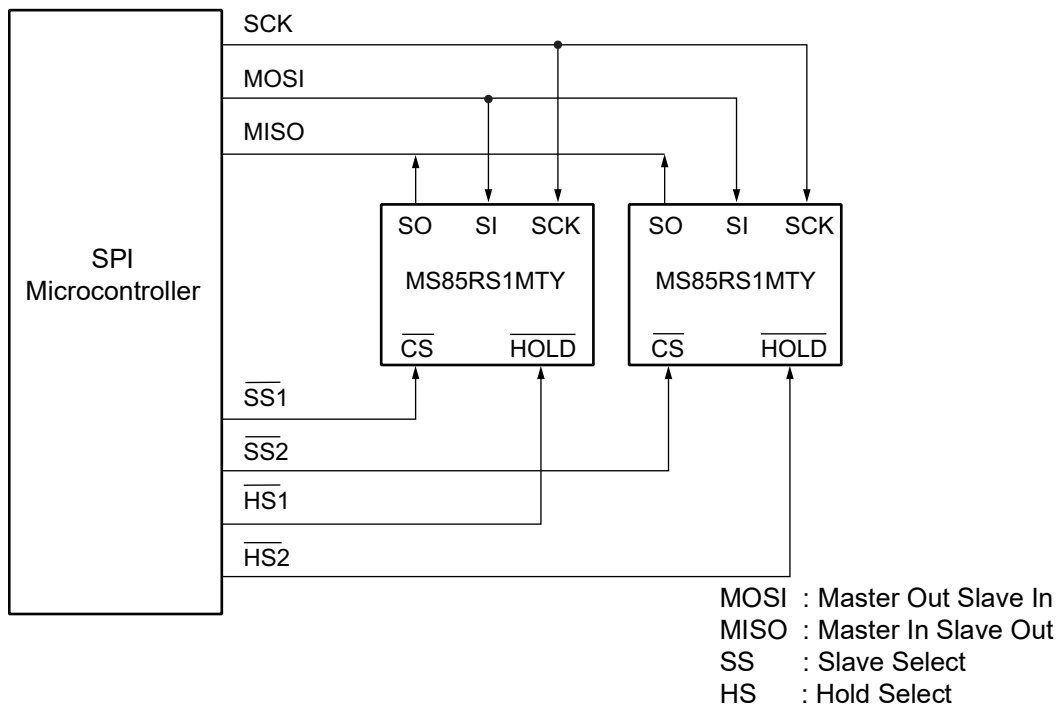 SCK
MOSI
MISO
SPI
Microcontroller
SO SI SCK
MS85RS1MTY
CS HOLD
SO SI SCK
MS85RS1MTY
CS HOLD
SS1
SS2
HS1
HS2
MOSI : Master Out Slave In
MISO : Master In Slave Out
SS : Slave Select
HS : Hold Select